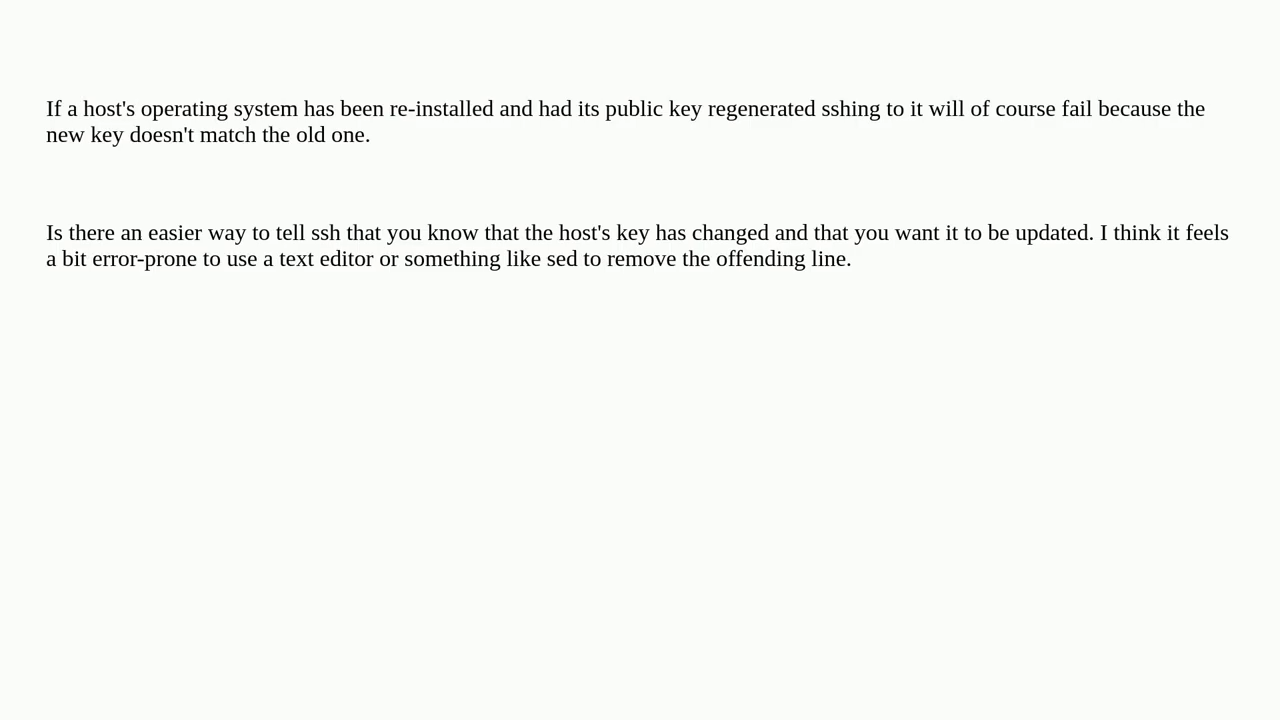 If a host's operating system has been re-installed and had its public key regenerated sshing to it will of course fail because the
new key doesn't match the old one.
Is there an easier way to tell ssh that you know that the host's key has changed and that you want it to be updated. I think it feels
a bit error-prone to use a text editor or something like sed to remove the offending line.